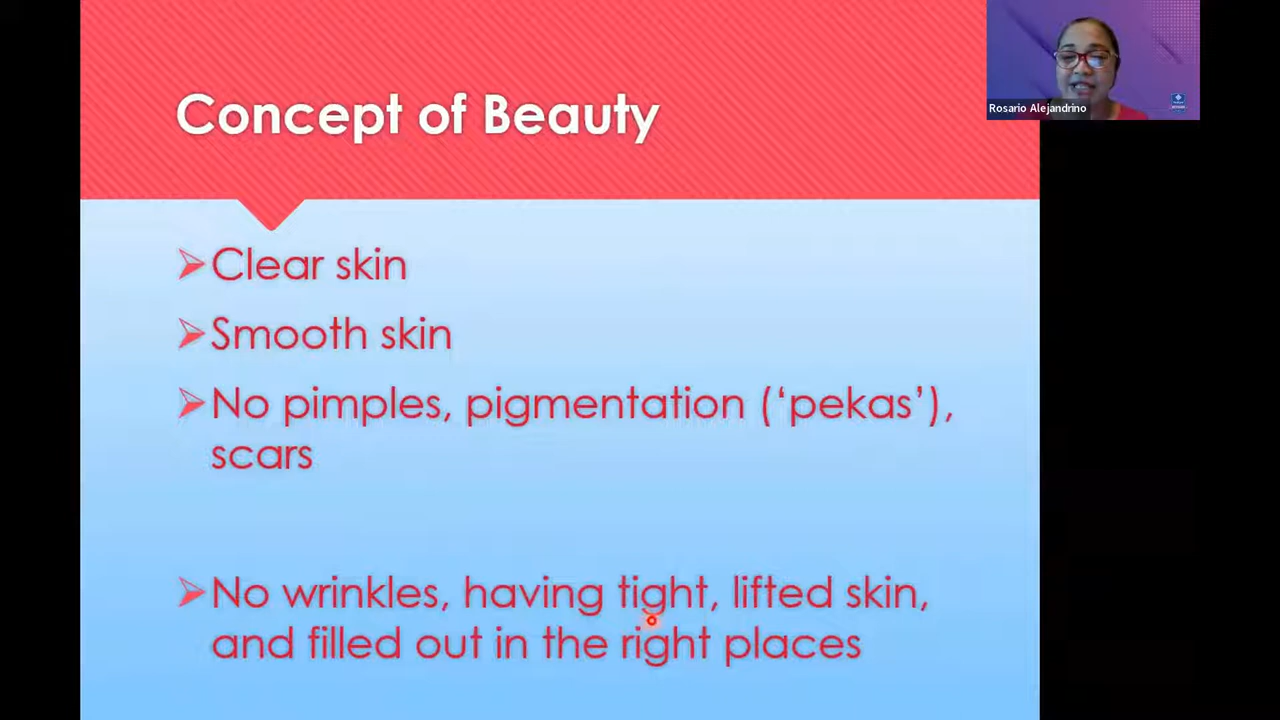 Concept of Beauty
Rosario Alejandrino
Clear skin
Smooth skin
No pimples, pigmentation (‘pekas’),
scars
No wrinkles, having tight, lifted skin,
and filled out in the right places